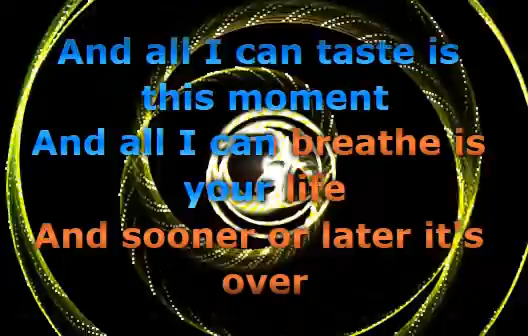 And all I can taste is
this moment
And all I can breathe is
your life
And sooner or later it's
over